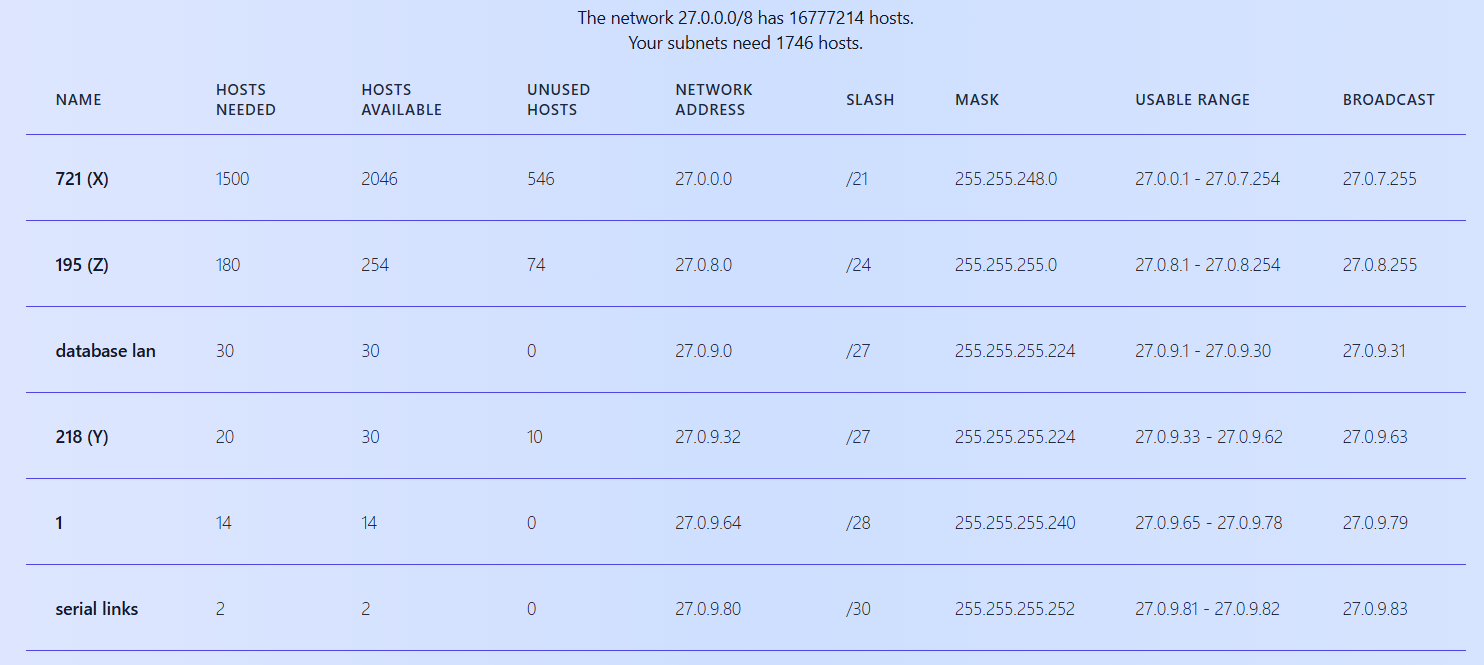 The network 27.0.0.0/8 has 16777214 hosts.
Your subnets need 1746 hosts.
NAME HOSTS NEEDED HOSTS AVAILABLE UNUSED HOSTS NETWORK ADDRESS SLASH MASK USABLE RANGE BROADCAST
721 (X) 1500 2046 546 27.0.0.0 /21 255.255.248.0 27.0.0.1 - 27.0.7.254 27.0.7.255
195 (Z) 180 254 74 27.0.8.0 /24 255.255.255.0 27.0.8.1 - 27.0.8.254 27.0.8.255
database lan 30 30 0 27.0.9.0 /27 255.255.255.224 27.0.9.1 - 27.0.9.30 27.0.9.31
218 (Y) 20 30 10 27.0.9.32 /27 255.255.255.224 27.0.9.33 - 27.0.9.62 27.0.9.63
1 14 14 0 27.0.9.64 /28 255.255.255.240 27.0.9.65 - 27.0.9.78 27.0.9.79
serial links 2 2 0 27.0.9.80 /30 255.255.255.252 27.0.9.81 - 27.0.9.82 27.0.9.83